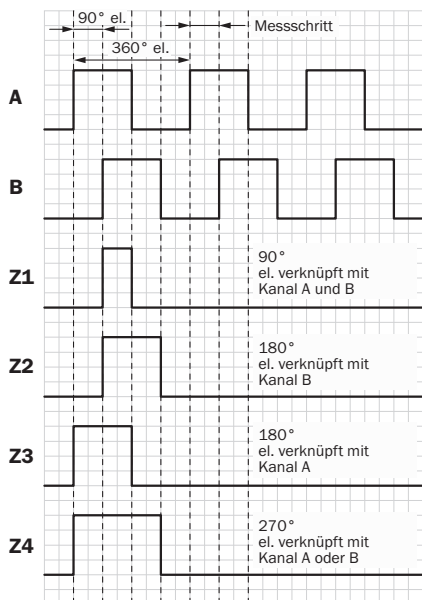 90° el.
Messschritt
360° el.
A
B
Z1
90°
el. verknüpft mit
Kanal A und B
Z2
180°
el. verknüpft mit
Kanal B
Z3
180°
el. verknüpft mit
Kanal A
Z4
270°
el. verknüpft mit
Kanal A oder B